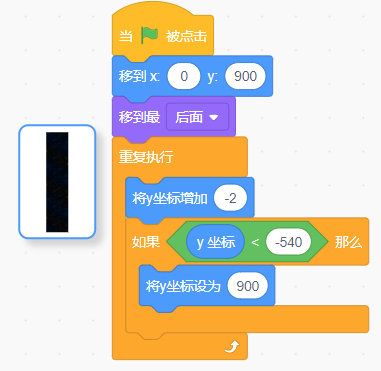 当 被点击
移到 x: 0 y: 900
移到最 后面
重复执行
将y坐标增加 -2
如果 y 坐标 < -540 那么
将y坐标设为 900